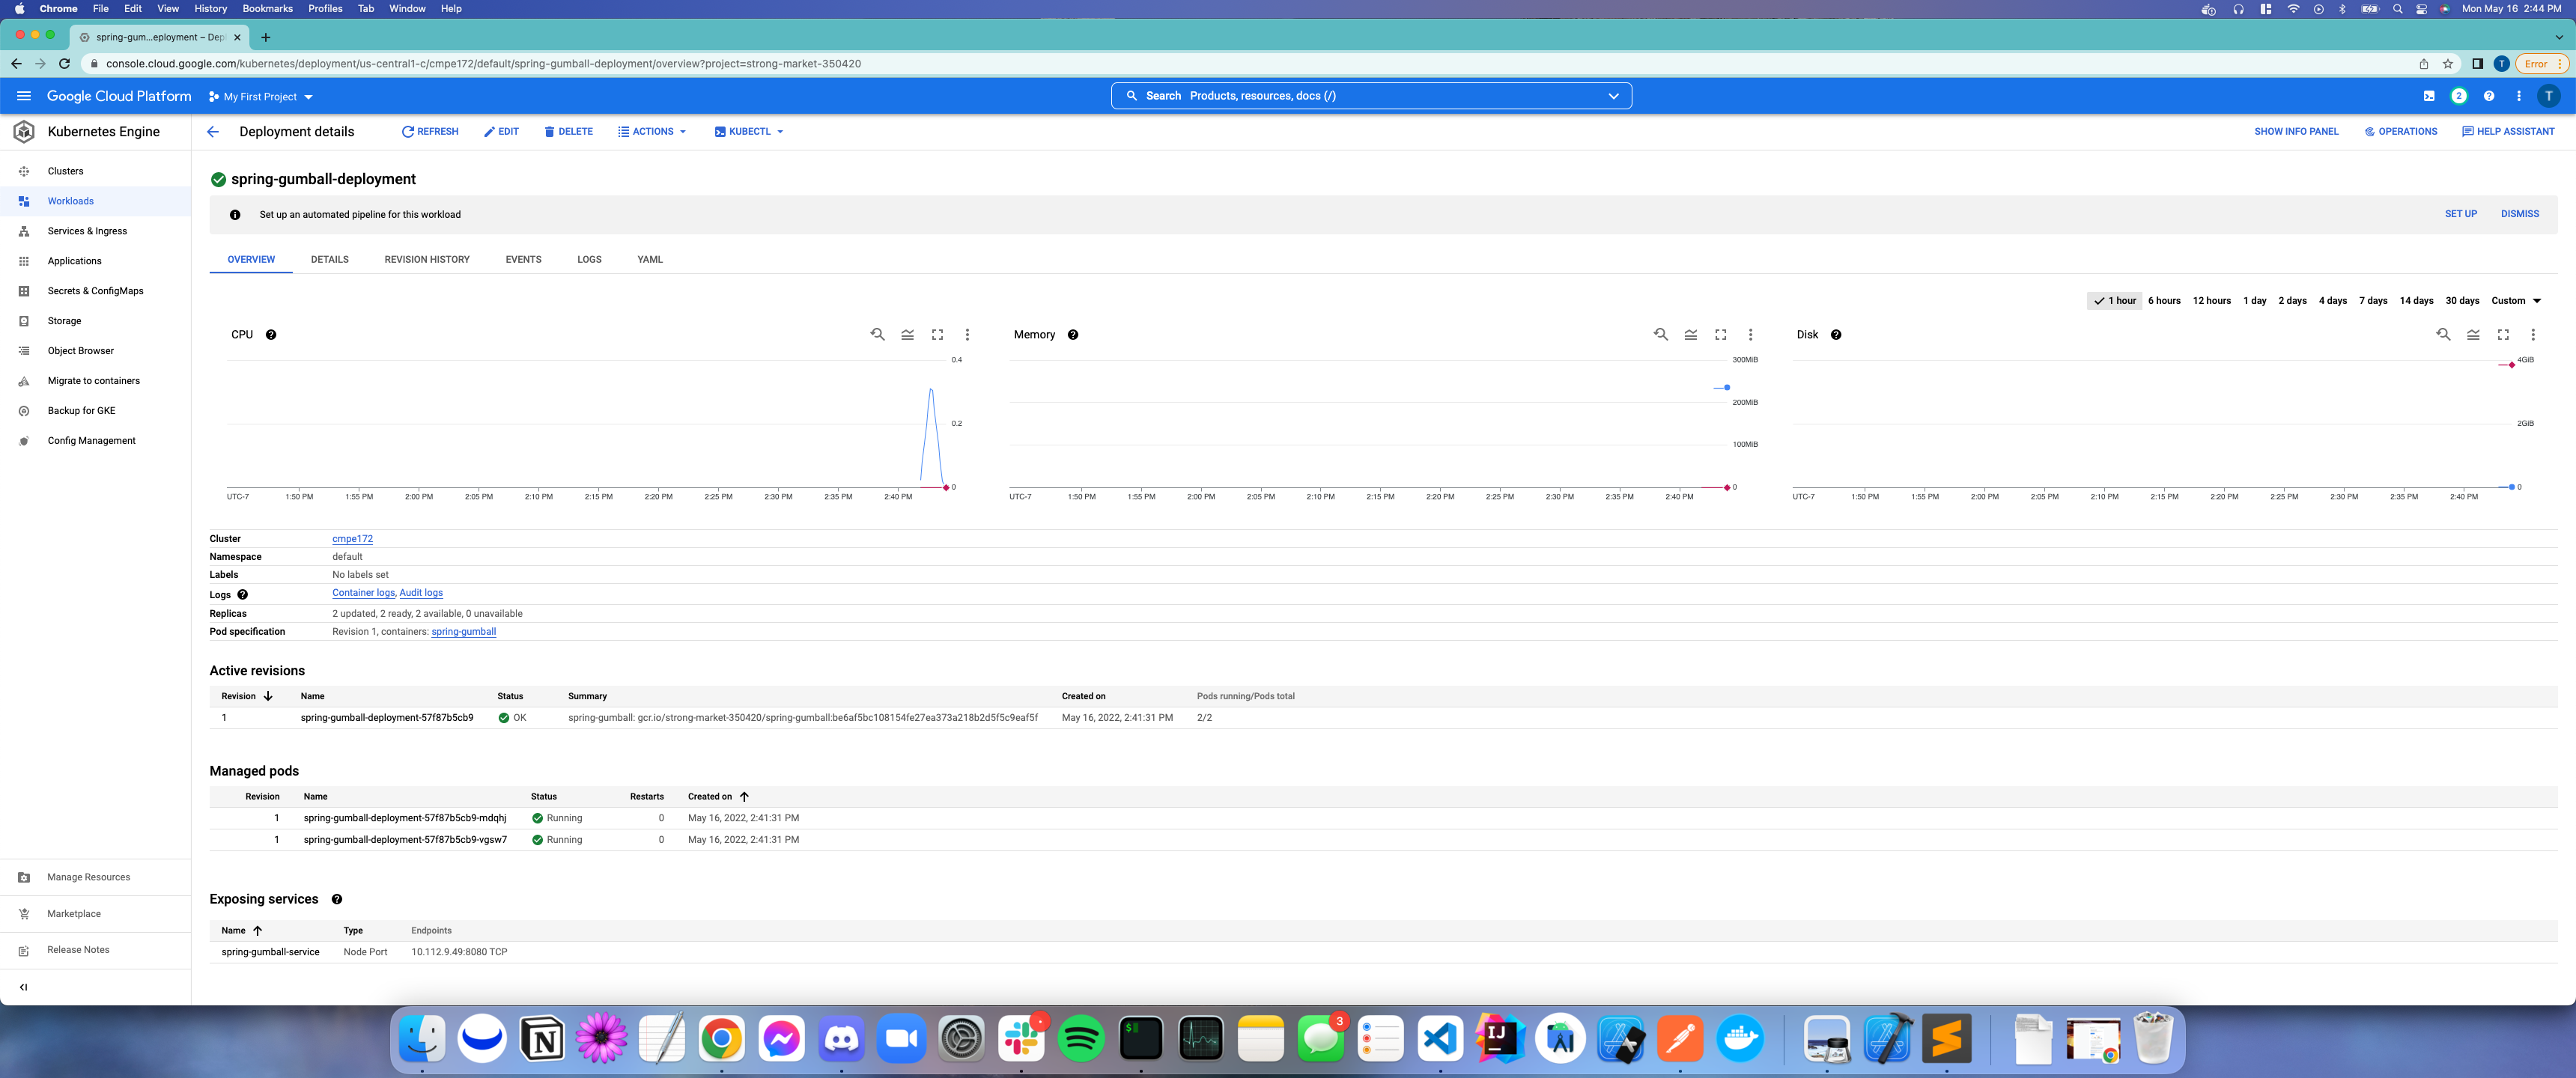 Chrome File Edit View History Bookmarks Profiles Tab Window Help Mon May 16 2:44 PM
spring-gum...eployment – Dep
console.cloud.google.com/kubernetes/deployment/us-central1-c/cmpe172/default/spring-gumball-deployment/overview?project=strong-market-350420 T Error
Google Cloud Platform My First Project Search Products, resources, docs (/) 2 T
Kubernetes Engine Deployment details REFRESH EDIT DELETE ACTIONS KUBECTL SHOW INFO PANEL OPERATIONS HELP ASSISTANT
Clusters
Workloads
Services & Ingress
Applications
Secrets & ConfigMaps
Storage
Object Browser
Migrate to containers
Backup for GKE
Config Management
Manage Resources
Marketplace
Release Notes
spring-gumball-deployment
Set up an automated pipeline for this workload SET UP DISMISS
OVERVIEW DETAILS REVISION HISTORY EVENTS LOGS YAML
1 hour 6 hours 12 hours 1 day 2 days 4 days 7 days 14 days 30 days Custom
CPU
0.4
0.2
0
UTC-7 1:50 PM 1:55 PM 2:00 PM 2:05 PM 2:10 PM 2:15 PM 2:20 PM 2:25 PM 2:30 PM 2:35 PM 2:40 PM
Memory
300MiB
200MiB
100MiB
0
UTC-7 1:50 PM 1:55 PM 2:00 PM 2:05 PM 2:10 PM 2:15 PM 2:20 PM 2:25 PM 2:30 PM 2:35 PM 2:40 PM
Disk
4GiB
2GiB
0
UTC-7 1:50 PM 1:55 PM 2:00 PM 2:05 PM 2:10 PM 2:15 PM 2:20 PM 2:25 PM 2:30 PM 2:35 PM 2:40 PM
Cluster cmpe172
Namespace default
Labels No labels set
Logs Container logs, Audit logs
Replicas 2 updated, 2 ready, 2 available, 0 unavailable
Pod specification Revision 1, containers: spring-gumball
Active revisions
Revision Name Status Summary Created on Pods running/Pods total
1 spring-gumball-deployment-57f87b5cb9 OK spring-gumball: gcr.io/strong-market-350420/spring-gumball:be6af5bc108154fe27ea373a218b2d5f5c9eaf5f May 16, 2022, 2:41:31 PM 2/2
Managed pods
Revision Name Status Restarts Created on
1 spring-gumball-deployment-57f87b5cb9-mdqhj Running 0 May 16, 2022, 2:41:31 PM
1 spring-gumball-deployment-57f87b5cb9-vgsw7 Running 0 May 16, 2022, 2:41:31 PM
Exposing services
Name Type Endpoints
spring-gumball-service Node Port 10.112.9.49:8080 TCP
3
IJ